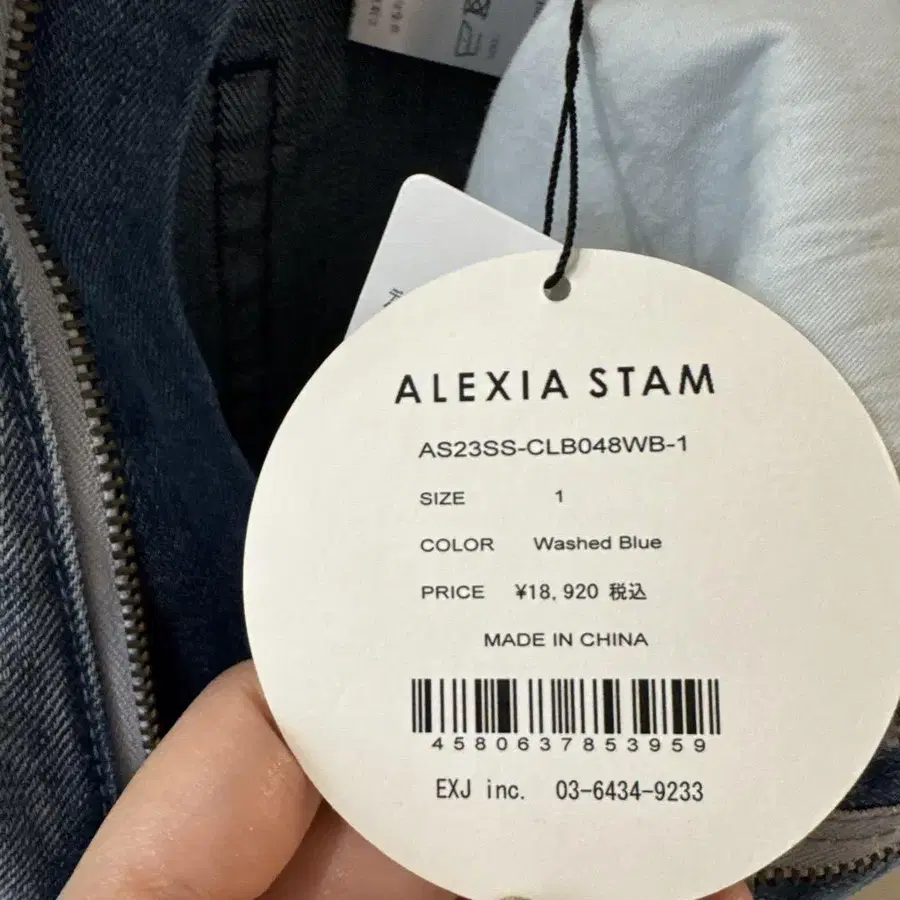 ALEXIA STAM
AS23SS-CLB048WB-1
SIZE 1
COLOR Washed Blue
PRICE ¥18,920 税込
MADE IN CHINA
4580637853959
EXJ inc. 03-6434-9233